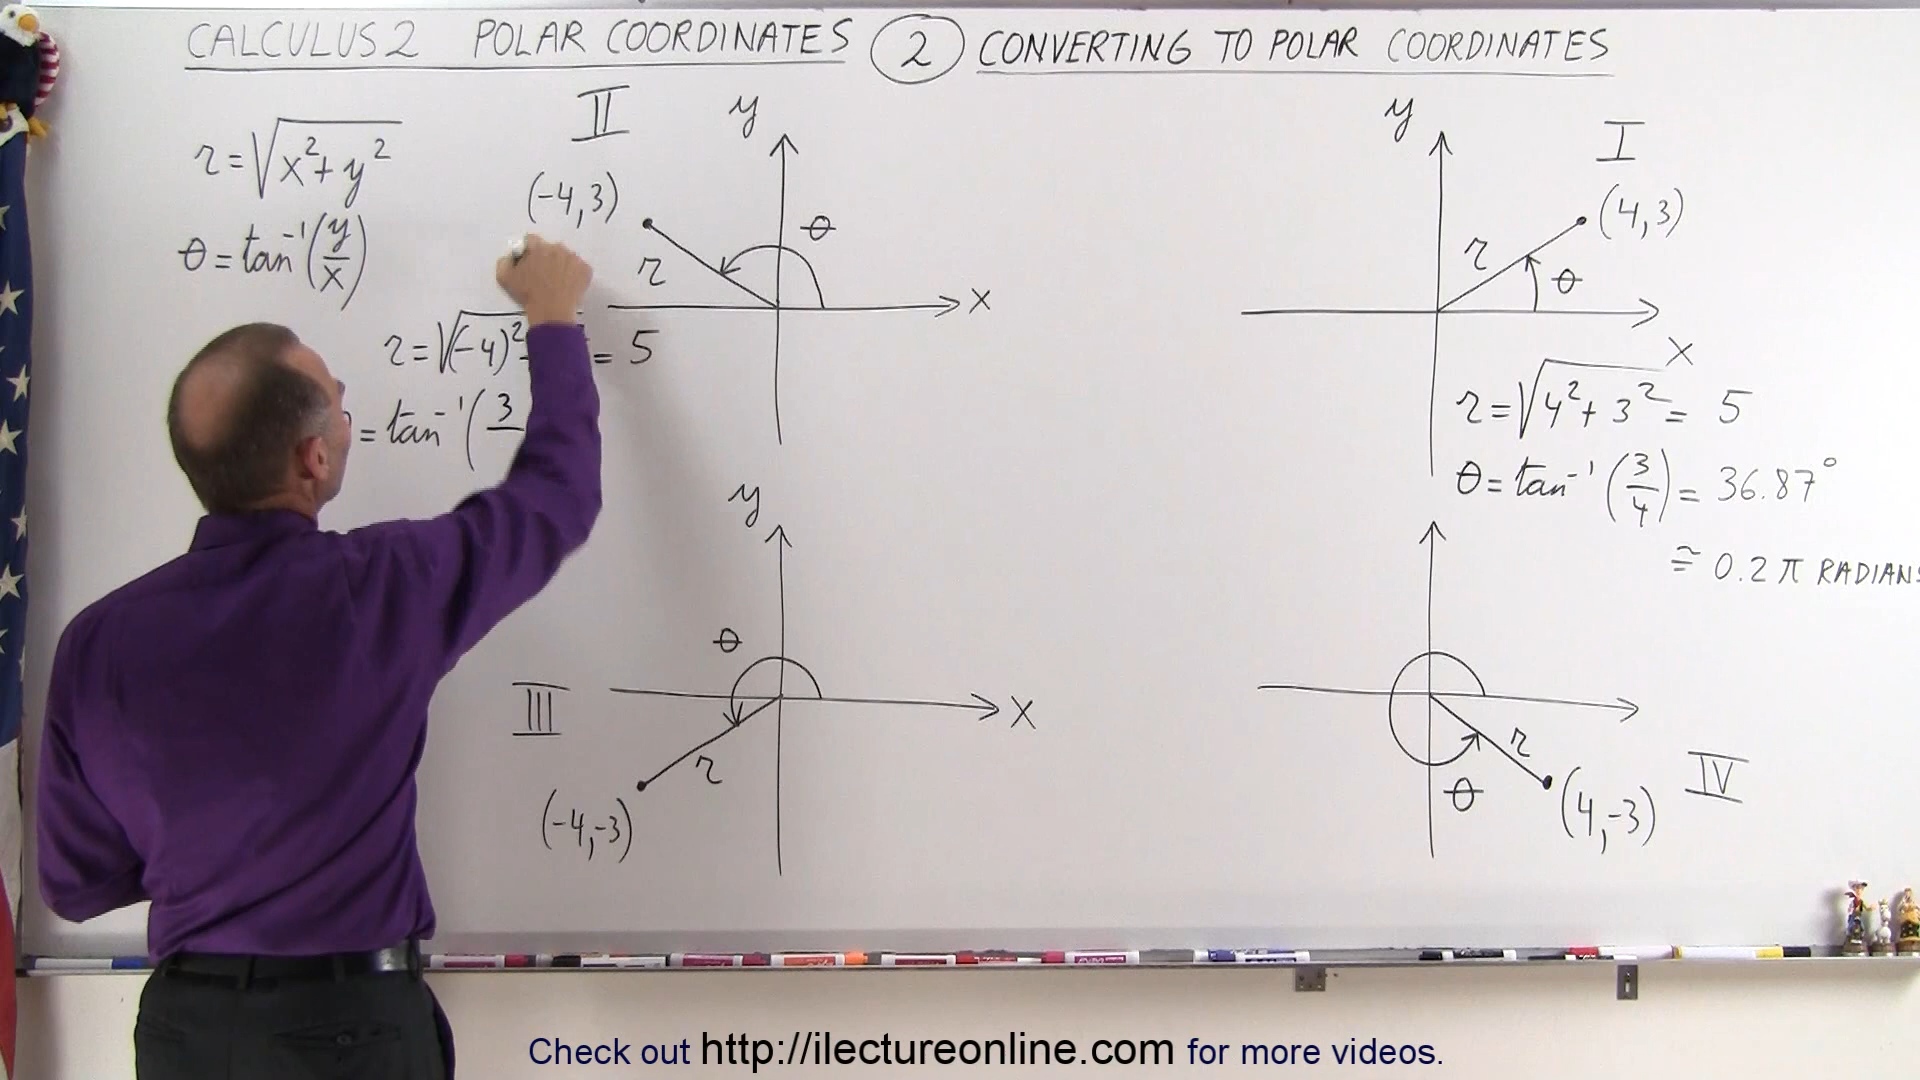 CALCULUS 2 POLAR COORDINATES ② CONVERTING TO POLAR COORDINATES
r = √(x² + y²)
θ = tan⁻¹(y/x)
II
y
(-4, 3)
θ
r
x
r = √(-4)² = 5
= tan⁻¹(3
I
y
(4, 3)
r
θ
x
r = √(4² + 3²) = 5
θ = tan⁻¹(3/4) = 36.87°
≅ 0.2 π RADIANS
III
y
θ
x
r
(-4, -3)
IV
r
θ
(4, -3)
Check out http://ilectureonline.com for more videos.